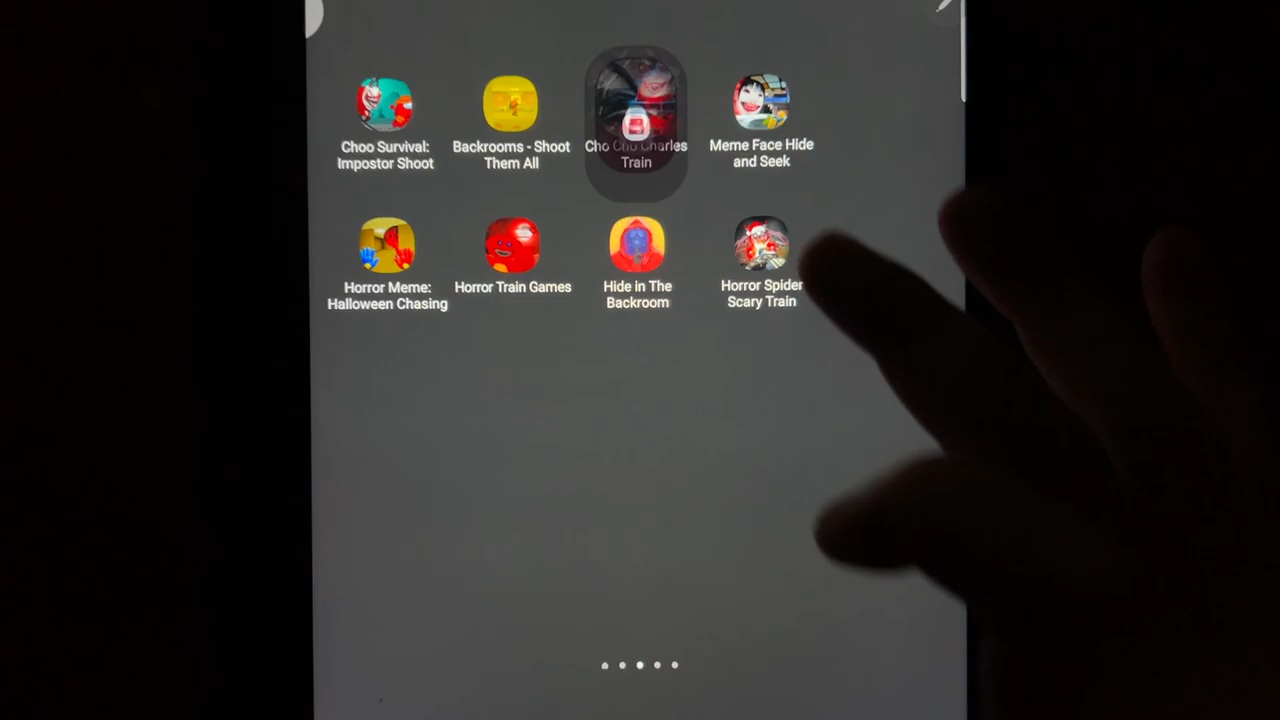 Choo Survival:
Impostor Shoot
Backrooms - Shoot
Them All
Cho Cho Charles
Train
Meme Face Hide
and Seek
Horror Meme:
Halloween Chasing
Horror Train Games
Hide in The
Backroom
Horror Spider
Scary Train